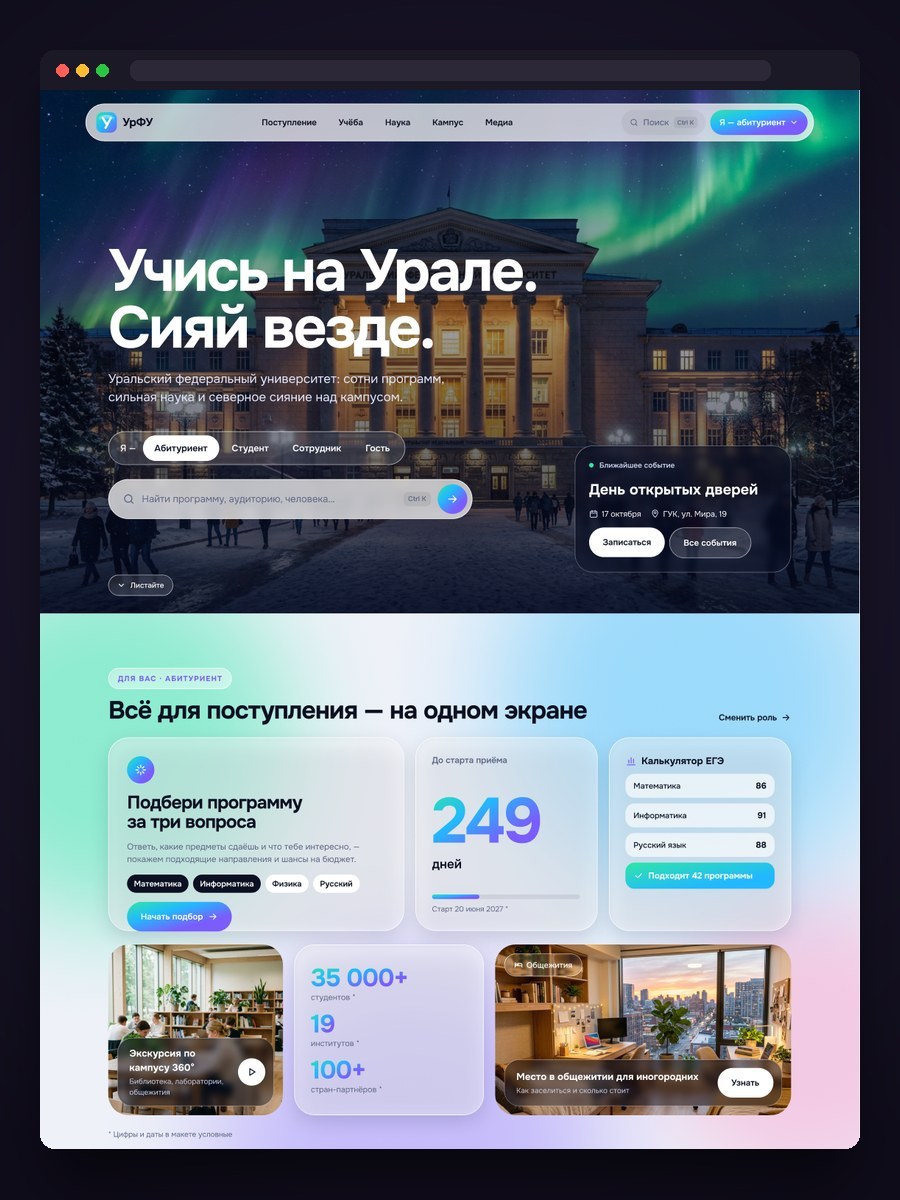 УрФУ
Поступление
Учёба
Наука
Кампус
Медиа
Поиск
Ctrl K
Я — абитуриент
Учись на Урале.
Сияй везде.
Уральский федеральный университет: сотни программ,
сильная наука и северное сияние над кампусом.
Я —
Абитуриент
Студент
Сотрудник
Гость
Найти программу, аудиторию, человека…
Ctrl K
Листайте
Ближайшее событие
День открытых дверей
17 октября
ГУК, ул. Мира, 19
Записаться
Все события
ДЛЯ ВАС · АБИТУРИЕНТ
Всё для поступления — на одном экране
Сменить роль →
Подбери программу
за три вопроса
Ответь, какие предметы сдаёшь и что тебе интересно, —
покажем подходящие направления и шансы на бюджет.
Математика
Информатика
Физика
Русский
Начать подбор →
До старта приёма
249
дней
Старт 20 июня 2027 *
Калькулятор ЕГЭ
Математика 86
Информатика 91
Русский язык 88
Подходит 42 программы
Экскурсия по
кампусу 360°
Библиотека, лаборатории,
общежития
35 000+
студентов *
19
институтов *
100+
стран-партнёров *
Общежития
Место в общежитии для иногородних
Как заселиться и сколько стоит
Узнать
* Цифры и даты в макете условные